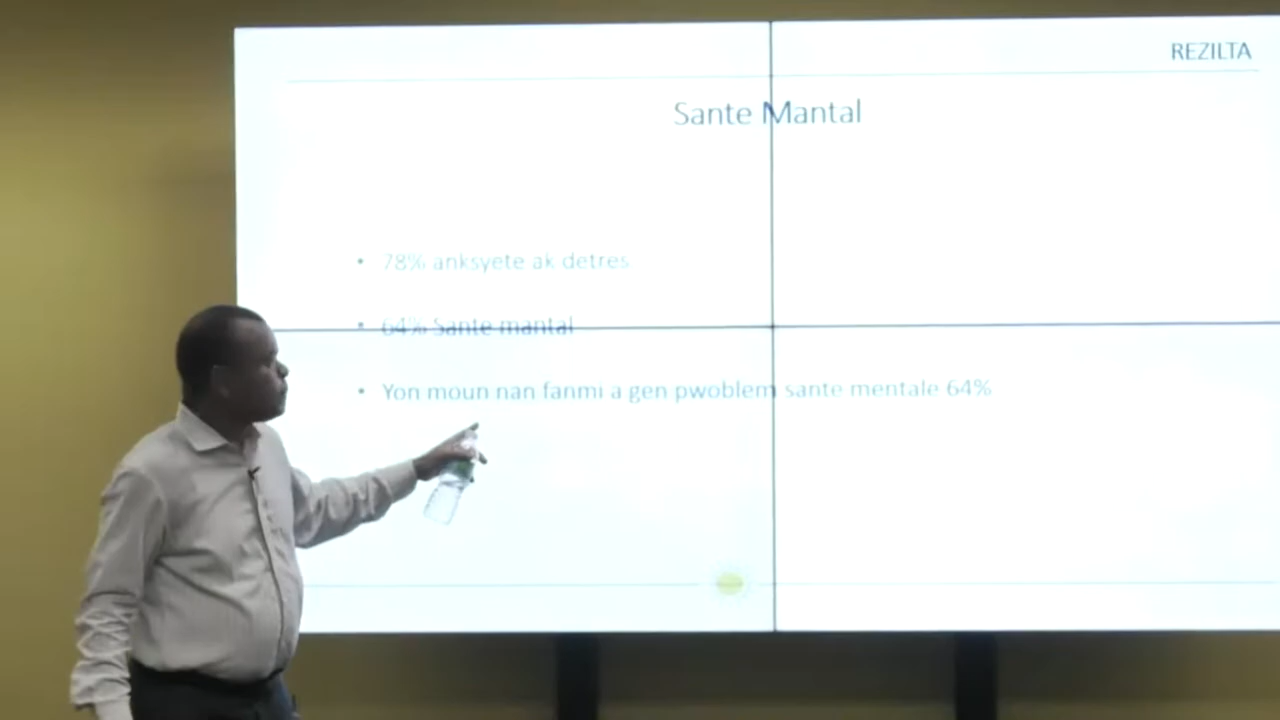 REZILTA
Sante Mantal
• 78% anksyete ak detres
• 64% Sante mantal
• Yon moun nan fanmi a gen pwoblem sante mentale 64%